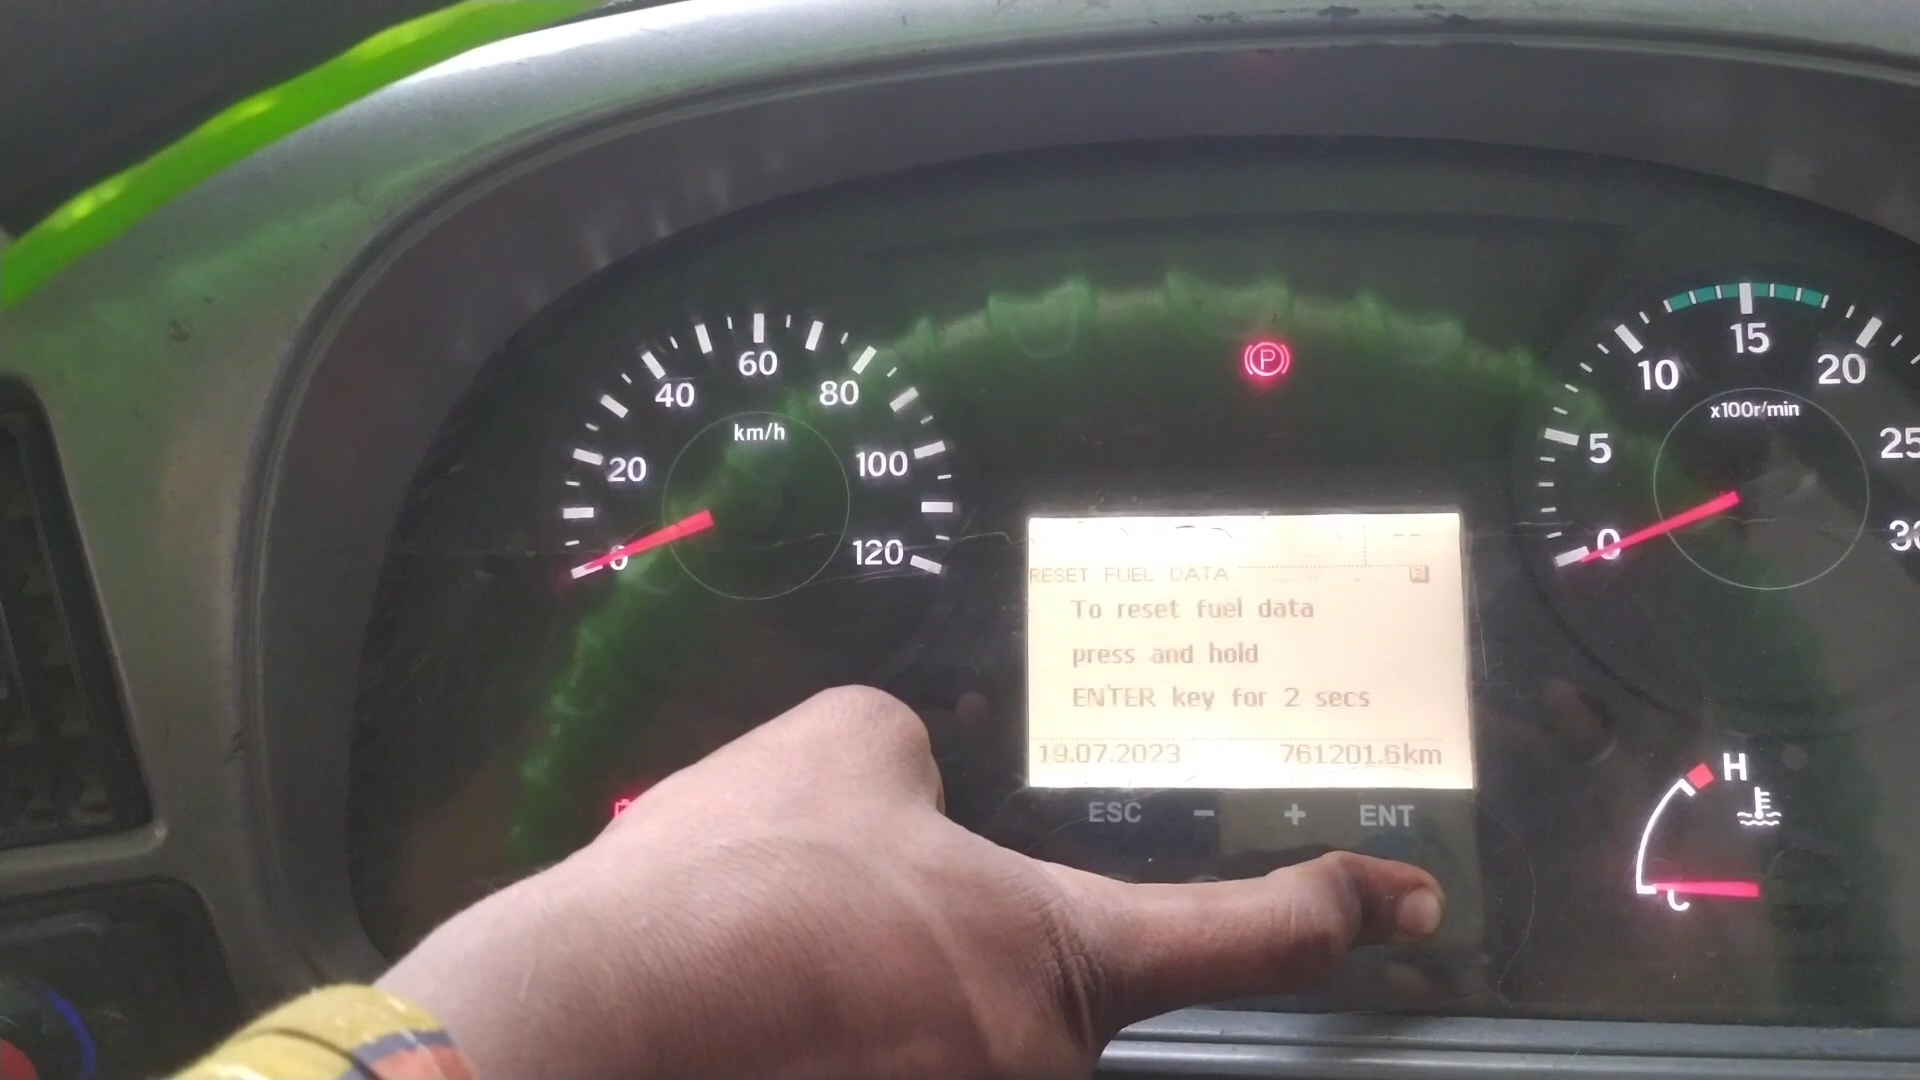 0
20
40
60
80
100
120
km/h
P
0
5
10
15
20
25
x100r/min
-- 
RESET FUEL DATA
To reset fuel data
press and hold
ENTER key for 2 secs
19.07.2023 761201.6km
ESC - + ENT
H
C